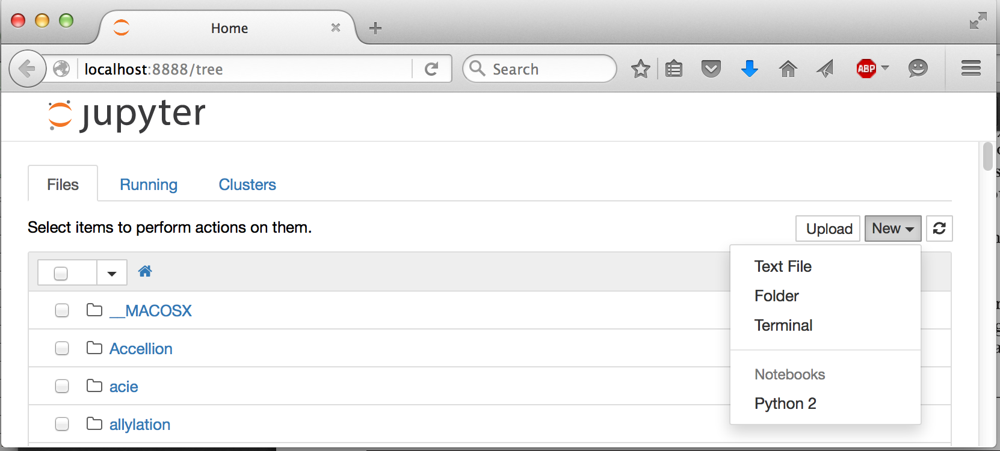 Home
localhost:8888/tree
Search
ABP
jupyter
Files Running Clusters
Select items to perform actions on them.
Upload New
Text File
Folder
Terminal
Notebooks
Python 2
__MACOSX
Accellion
acie
allylation